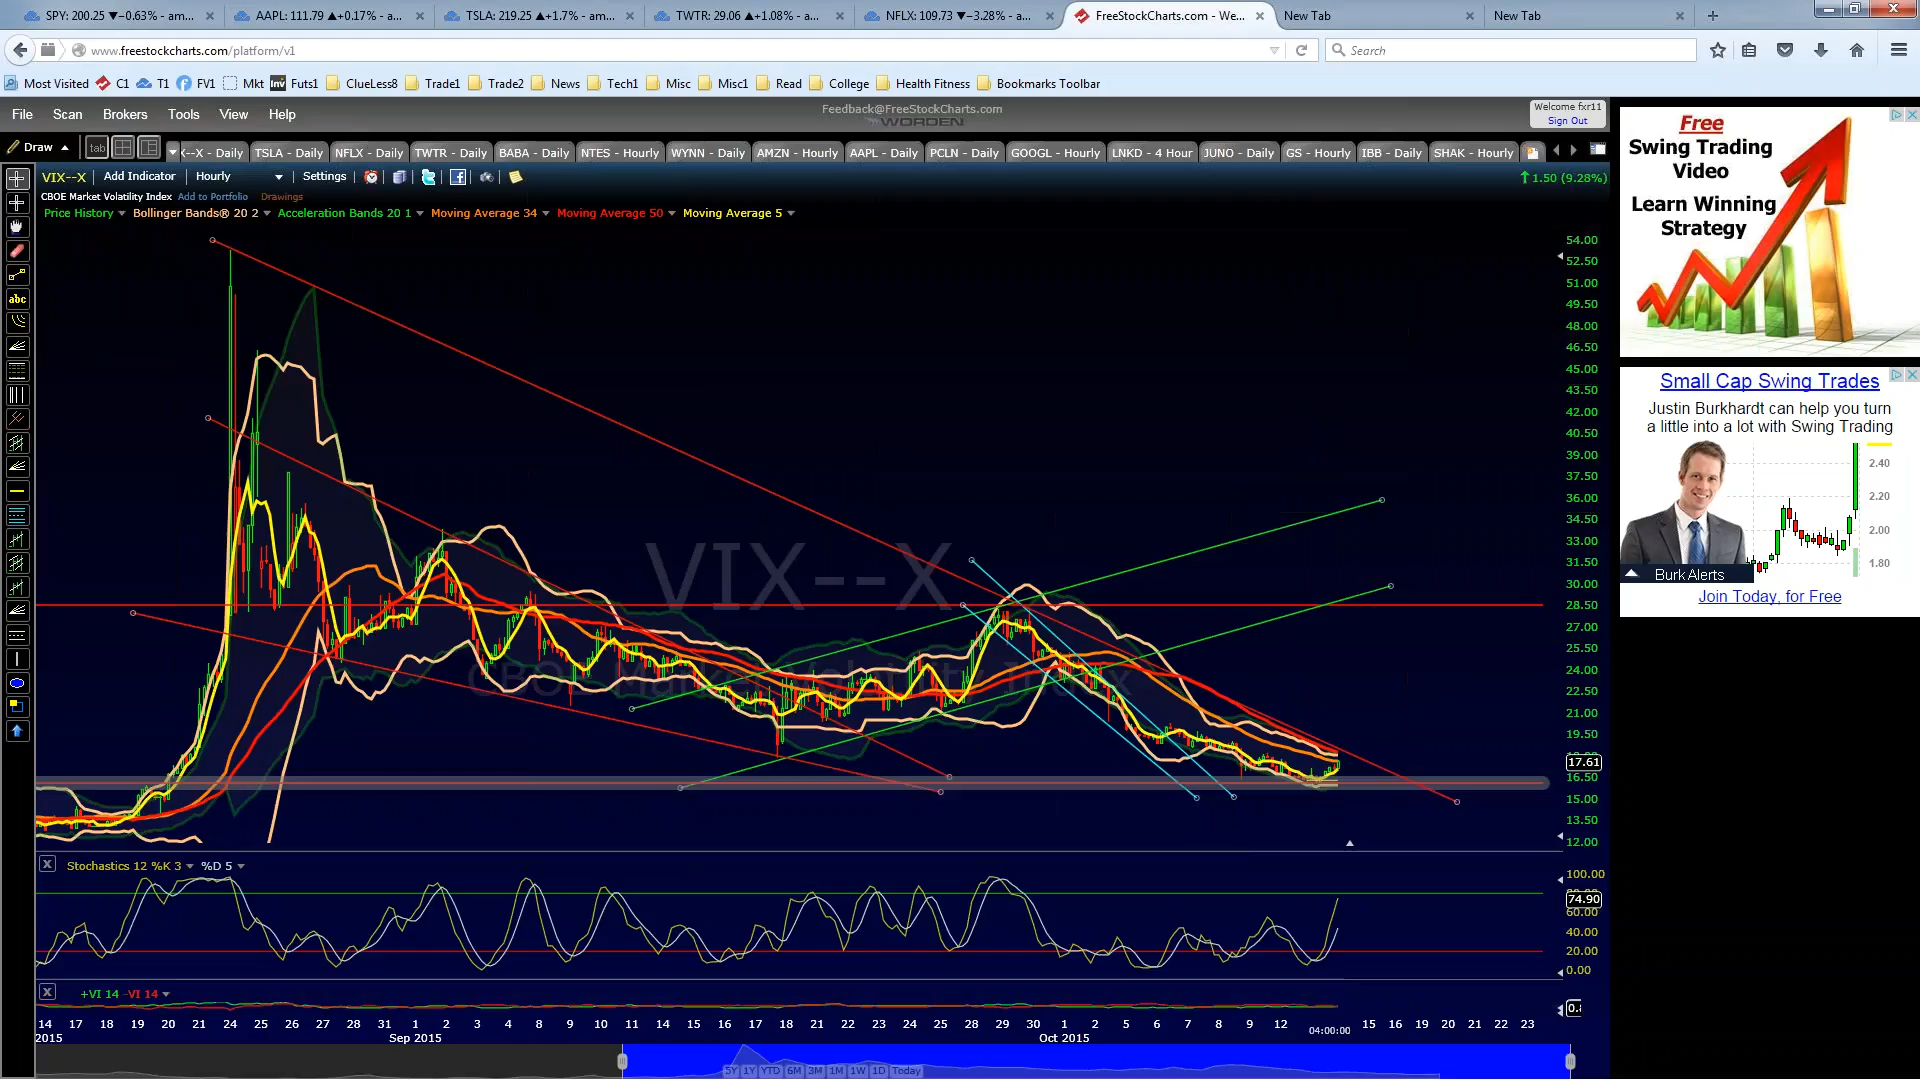 SPY: 200.25 ▼−0.63% - am...
AAPL: 111.79 ▲+0.17% - a...
TSLA: 219.25 ▲+1.7% - am...
TWTR: 29.06 ▲+1.08% - a...
NFLX: 109.73 ▼−3.28% - a...
FreeStockCharts.com - We...
New Tab
New Tab
www.freestockcharts.com/platform/v1
Search
Most Visited C1 T1 FV1 Mkt Futs1 ClueLess8 Trade1 Trade2 News Tech1 Misc Misc1 Read College Health Fitness Bookmarks Toolbar
File Scan Brokers Tools View Help
Feedback@FreeStockCharts.com
WORDEN
Welcome fxr11
Sign Out
Draw tab
X--X - Daily TSLA - Daily NFLX - Daily TWTR - Daily BABA - Daily NTES - Hourly WYNN - Daily AMZN - Hourly AAPL - Daily PCLN - Daily GOOGL - Hourly LNKD - 4 Hour JUNO - Daily GS - Hourly IBB - Daily SHAK - Hourly
VIX--X Add Indicator Hourly Settings
1.50 (9.28%)
CBOE Market Volatility Index Add to Portfolio Drawings
Price History Bollinger Bands® 20 2 Acceleration Bands 20 1 Moving Average 34 Moving Average 50 Moving Average 5
abc
VIX--X
CBOE Market Volatility Index
54.00
52.50
51.00
49.50
48.00
46.50
45.00
43.50
42.00
40.50
39.00
37.50
36.00
34.50
33.00
31.50
30.00
28.50
27.00
25.50
24.00
22.50
21.00
19.50
17.61
16.50
15.00
13.50
12.00
Stochastics 12 %K 3 %D 5
100.00
74.90
60.00
40.00
20.00
0.00
+VI 14 -VI 14
14 17 18 19 20 21 24 25 26 27 28 31 1 2 3 4 8 9 10 11 14 15 16 17 18 21 22 23 24 25 28 29 30 1 2 5 6 7 8 9 12 04:00:00 15 16 19 20 21 22 23
2015 Sep 2015 Oct 2015
5Y 1Y YTD 6M 3M 1M 1W 1D Today
Free
Swing Trading
Video
Learn Winning
Strategy
Small Cap Swing Trades
Justin Burkhardt can help you turn
a little into a lot with Swing Trading
2.40
2.20
2.00
1.80
BurkAlerts
Join Today, for Free